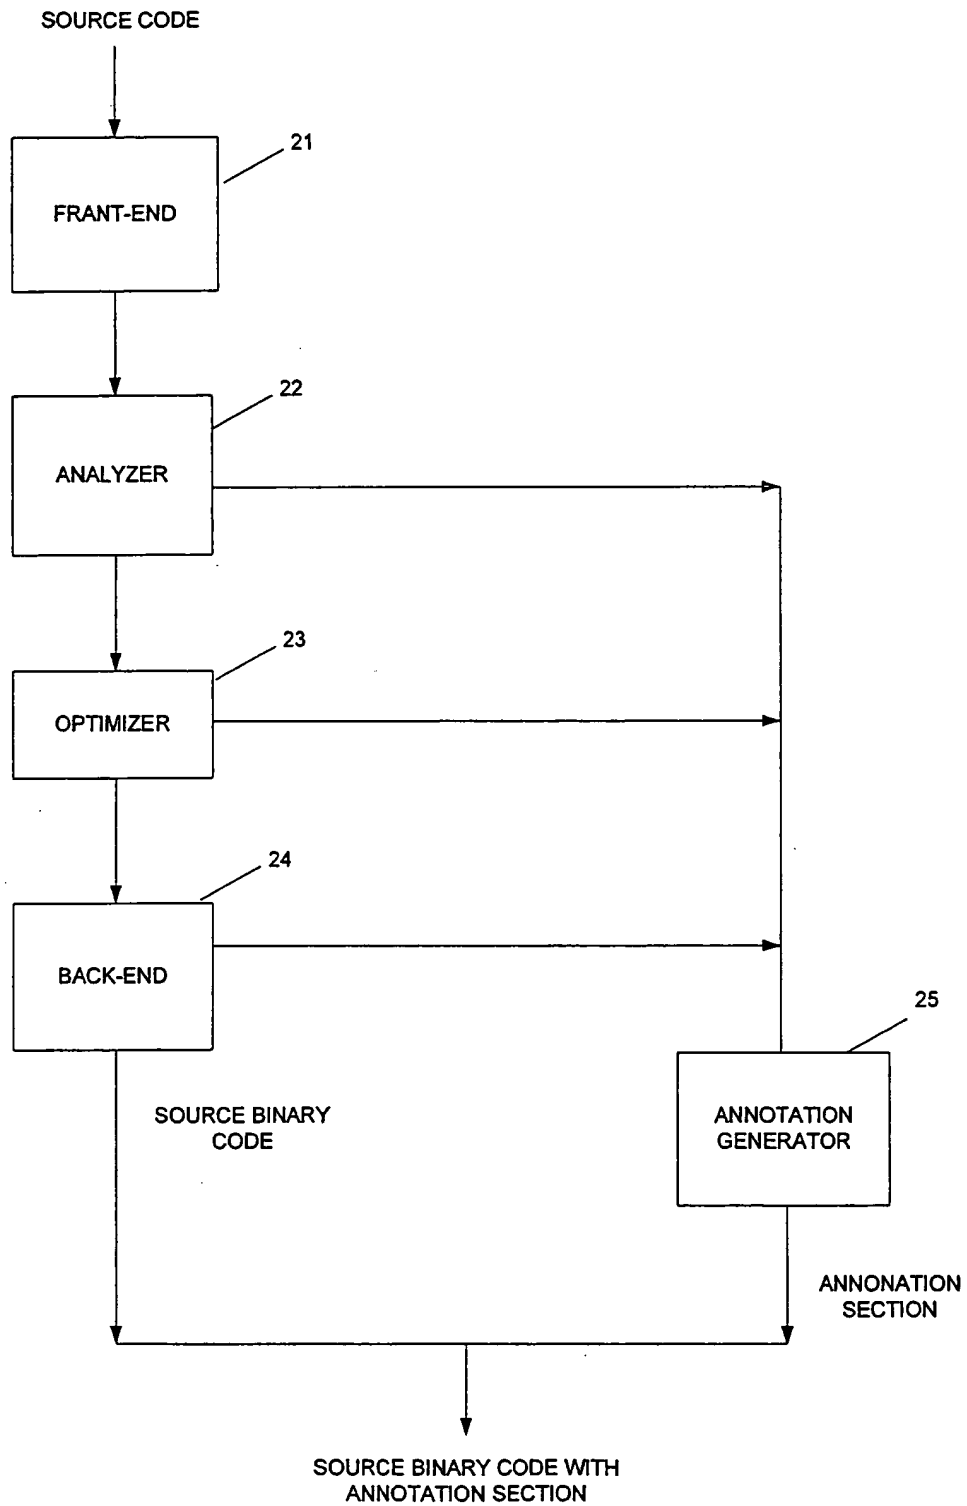 SOURCE CODE
21
FRANT-END
22
ANALYZER
23
OPTIMIZER
24
BACK-END
25
SOURCE BINARY
CODE
ANNOTATION
GENERATOR
ANNONATION
SECTION
SOURCE BINARY CODE WITH
ANNOTATION SECTION